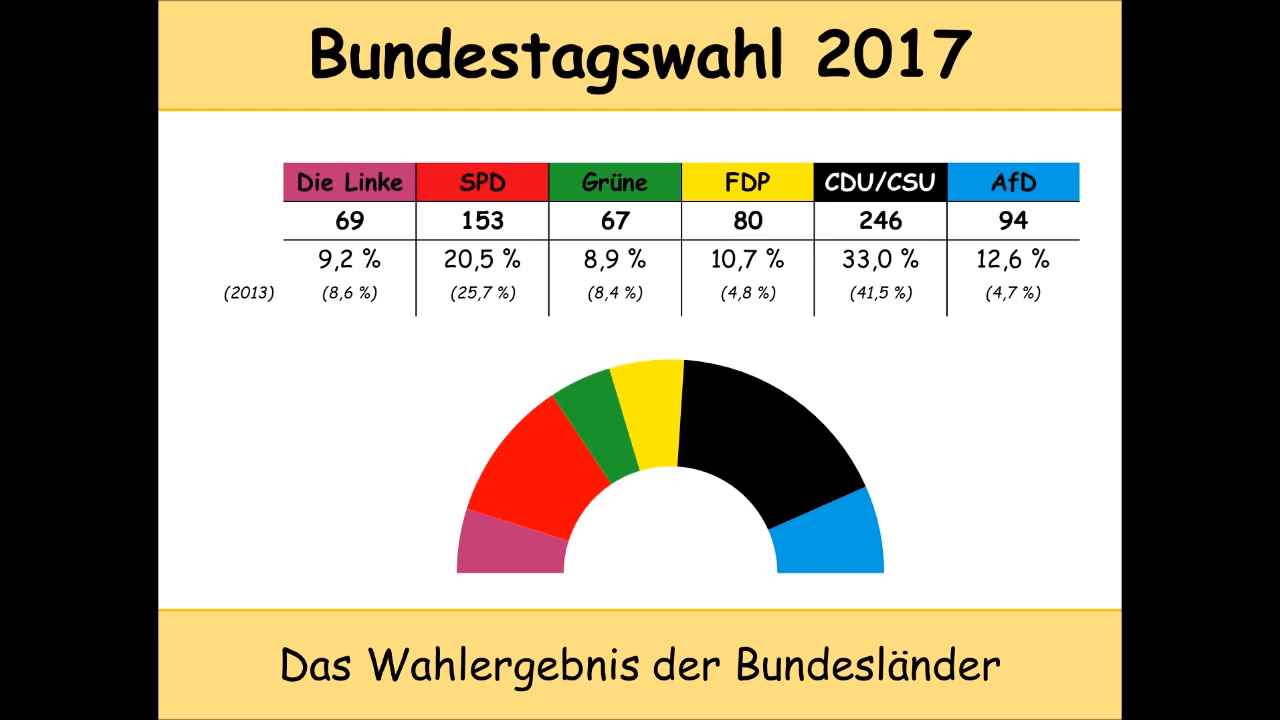 Bundestagswahl 2017
Die Linke SPD Grüne FDP CDU/CSU AfD
69 153 67 80 246 94
9,2 % 20,5 % 8,9 % 10,7 % 33,0 % 12,6 %
(2013) (8,6 %) (25,7 %) (8,4 %) (4,8 %) (41,5 %) (4,7 %)
Das Wahlergebnis der Bundesländer